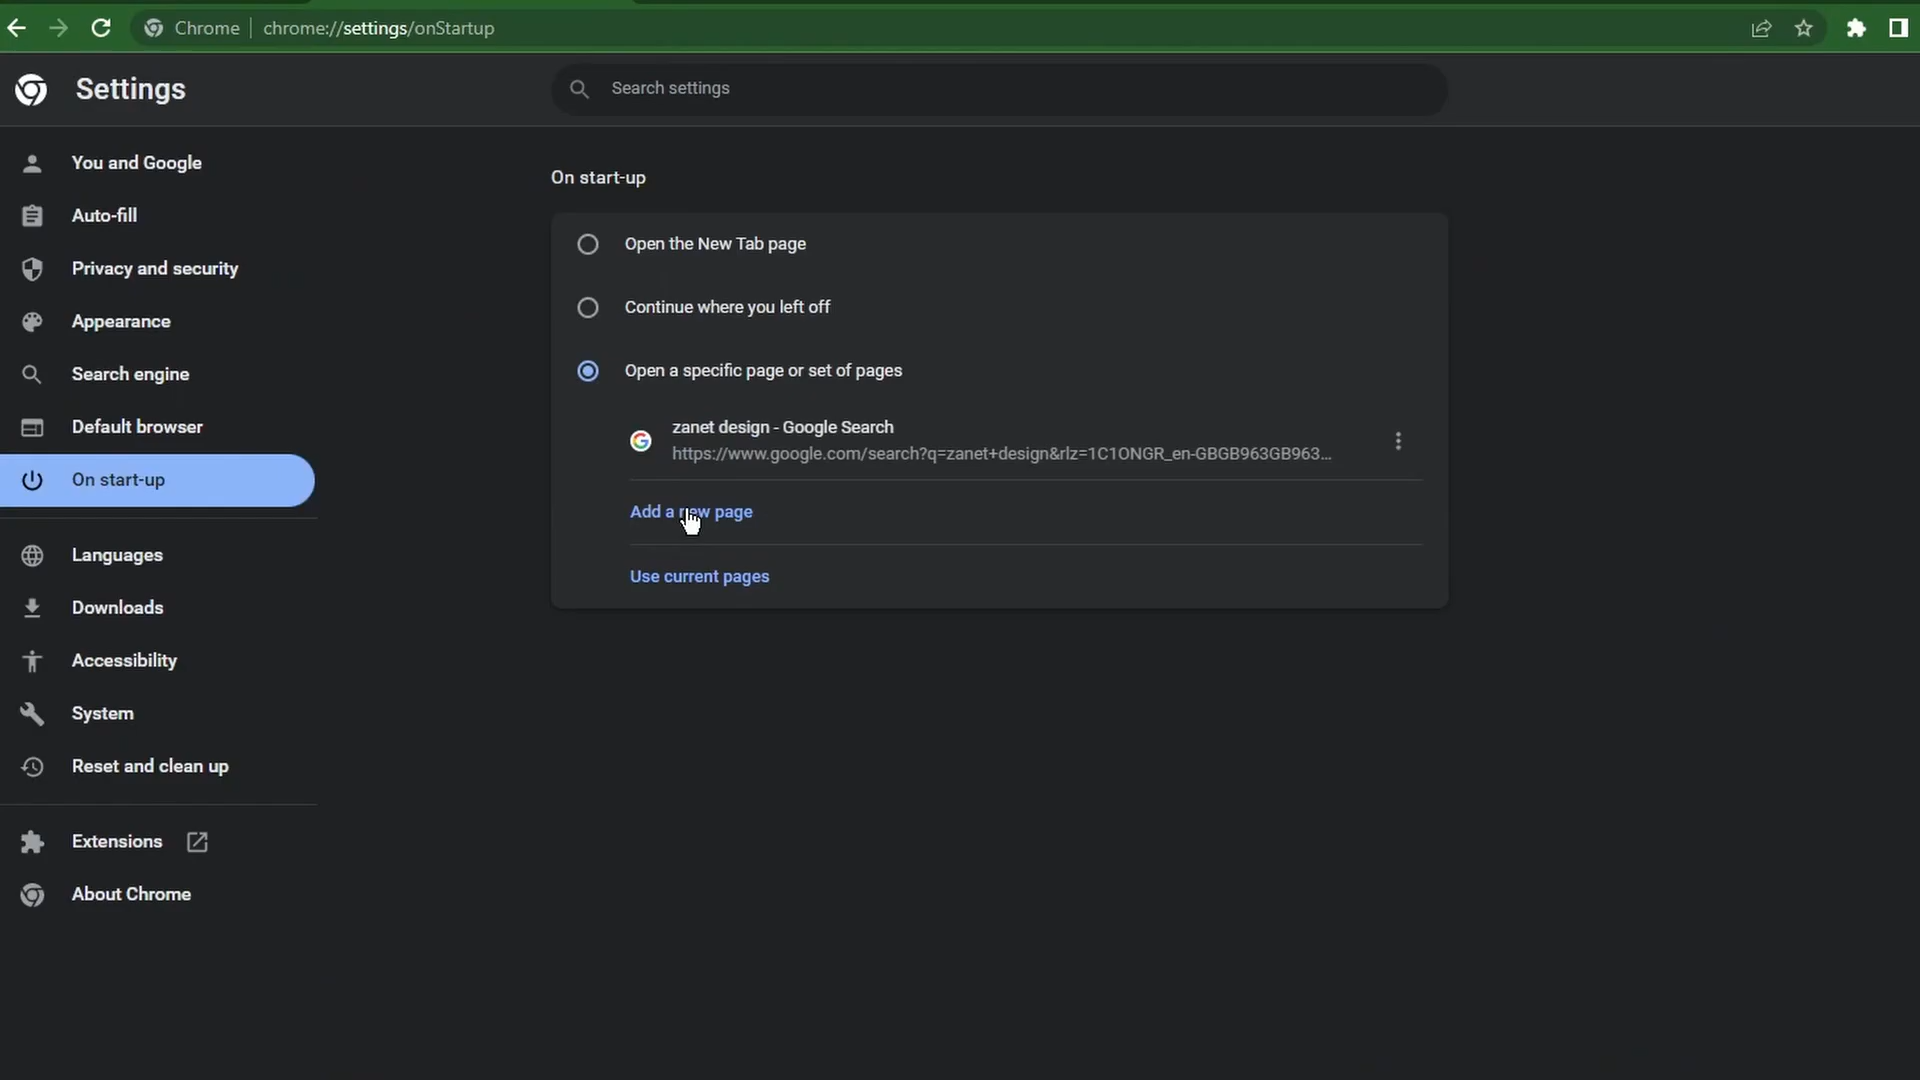 Chrome chrome://settings/onStartup
Settings
Search settings
You and Google
Auto-fill
Privacy and security
Appearance
Search engine
Default browser
On start-up
Languages
Downloads
Accessibility
System
Reset and clean up
Extensions
About Chrome
On start-up
Open the New Tab page
Continue where you left off
Open a specific page or set of pages
zanet design - Google Search
https://www.google.com/search?q=zanet+design&rlz=1C1ONGR_en-GBGB963GB963...
Add a new page
Use current pages